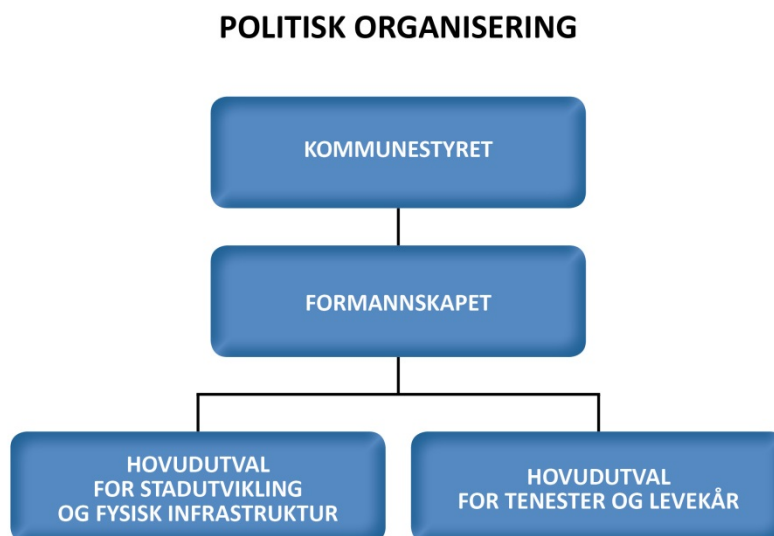 POLITISK ORGANISERING
KOMMUNESTYRET
FORMANNSKAPET
HOVUDUTVAL
FOR STADUTVIKLING
OG FYSISK INFRASTRUKTUR
HOVUDUTVAL
FOR TENESTER OG LEVEKÅR